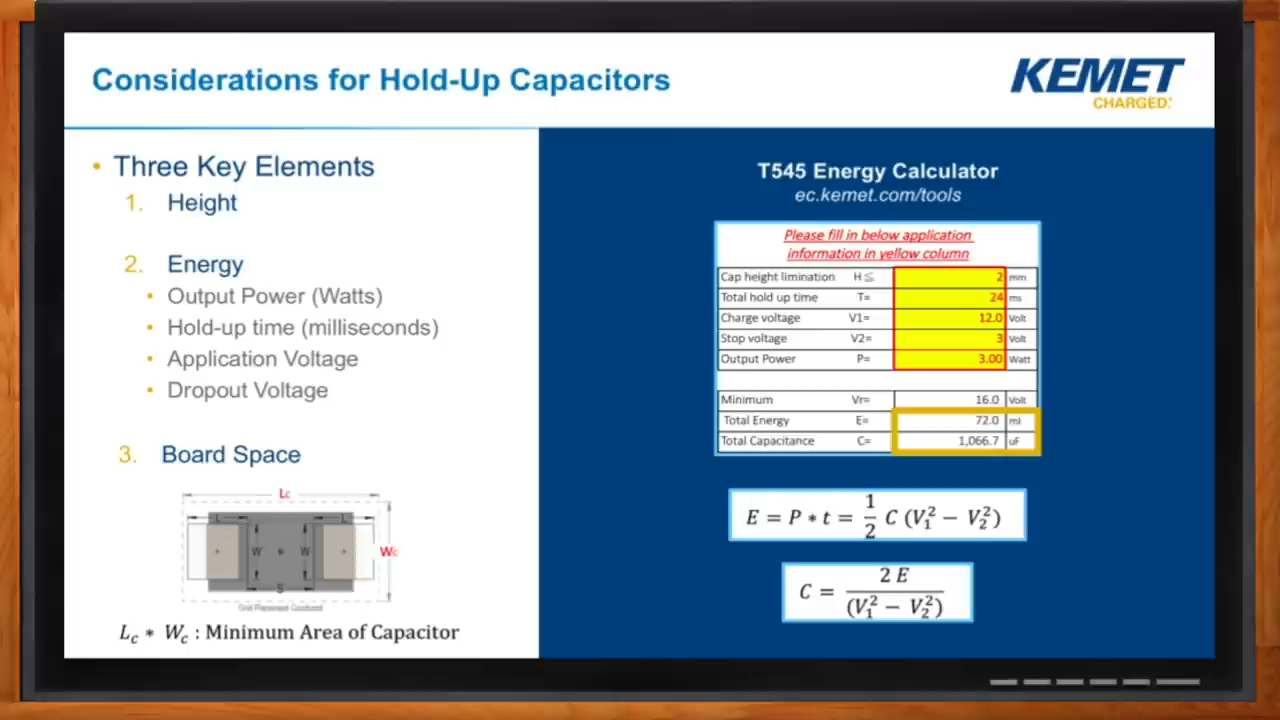 Considerations for Hold-Up Capacitors
KEMET
CHARGED.
• Three Key Elements
1. Height
2. Energy
• Output Power (Watts)
• Hold-up time (milliseconds)
• Application Voltage
• Dropout Voltage
3. Board Space
Lc
L L
W W
Wc
S
Grid Placement Courtyard
L_c * W_c : Minimum Area of Capacitor
T545 Energy Calculator
ec.kemet.com/tools
Please fill in below application
information in yellow column
Cap height limination H≦ 2 mm
Total hold up time T= 24 ms
Charge voltage V1= 12.0 Volt
Stop voltage V2= 3 Volt
Output Power P= 3.00 Watt
Minimum Vr= 16.0 Volt
Total Energy E= 72.0 mJ
Total Capacitance C= 1,066.7 uF
E = P * t = 1/2 C (V₁² − V₂²)
C = 2 E / (V₁² − V₂²)